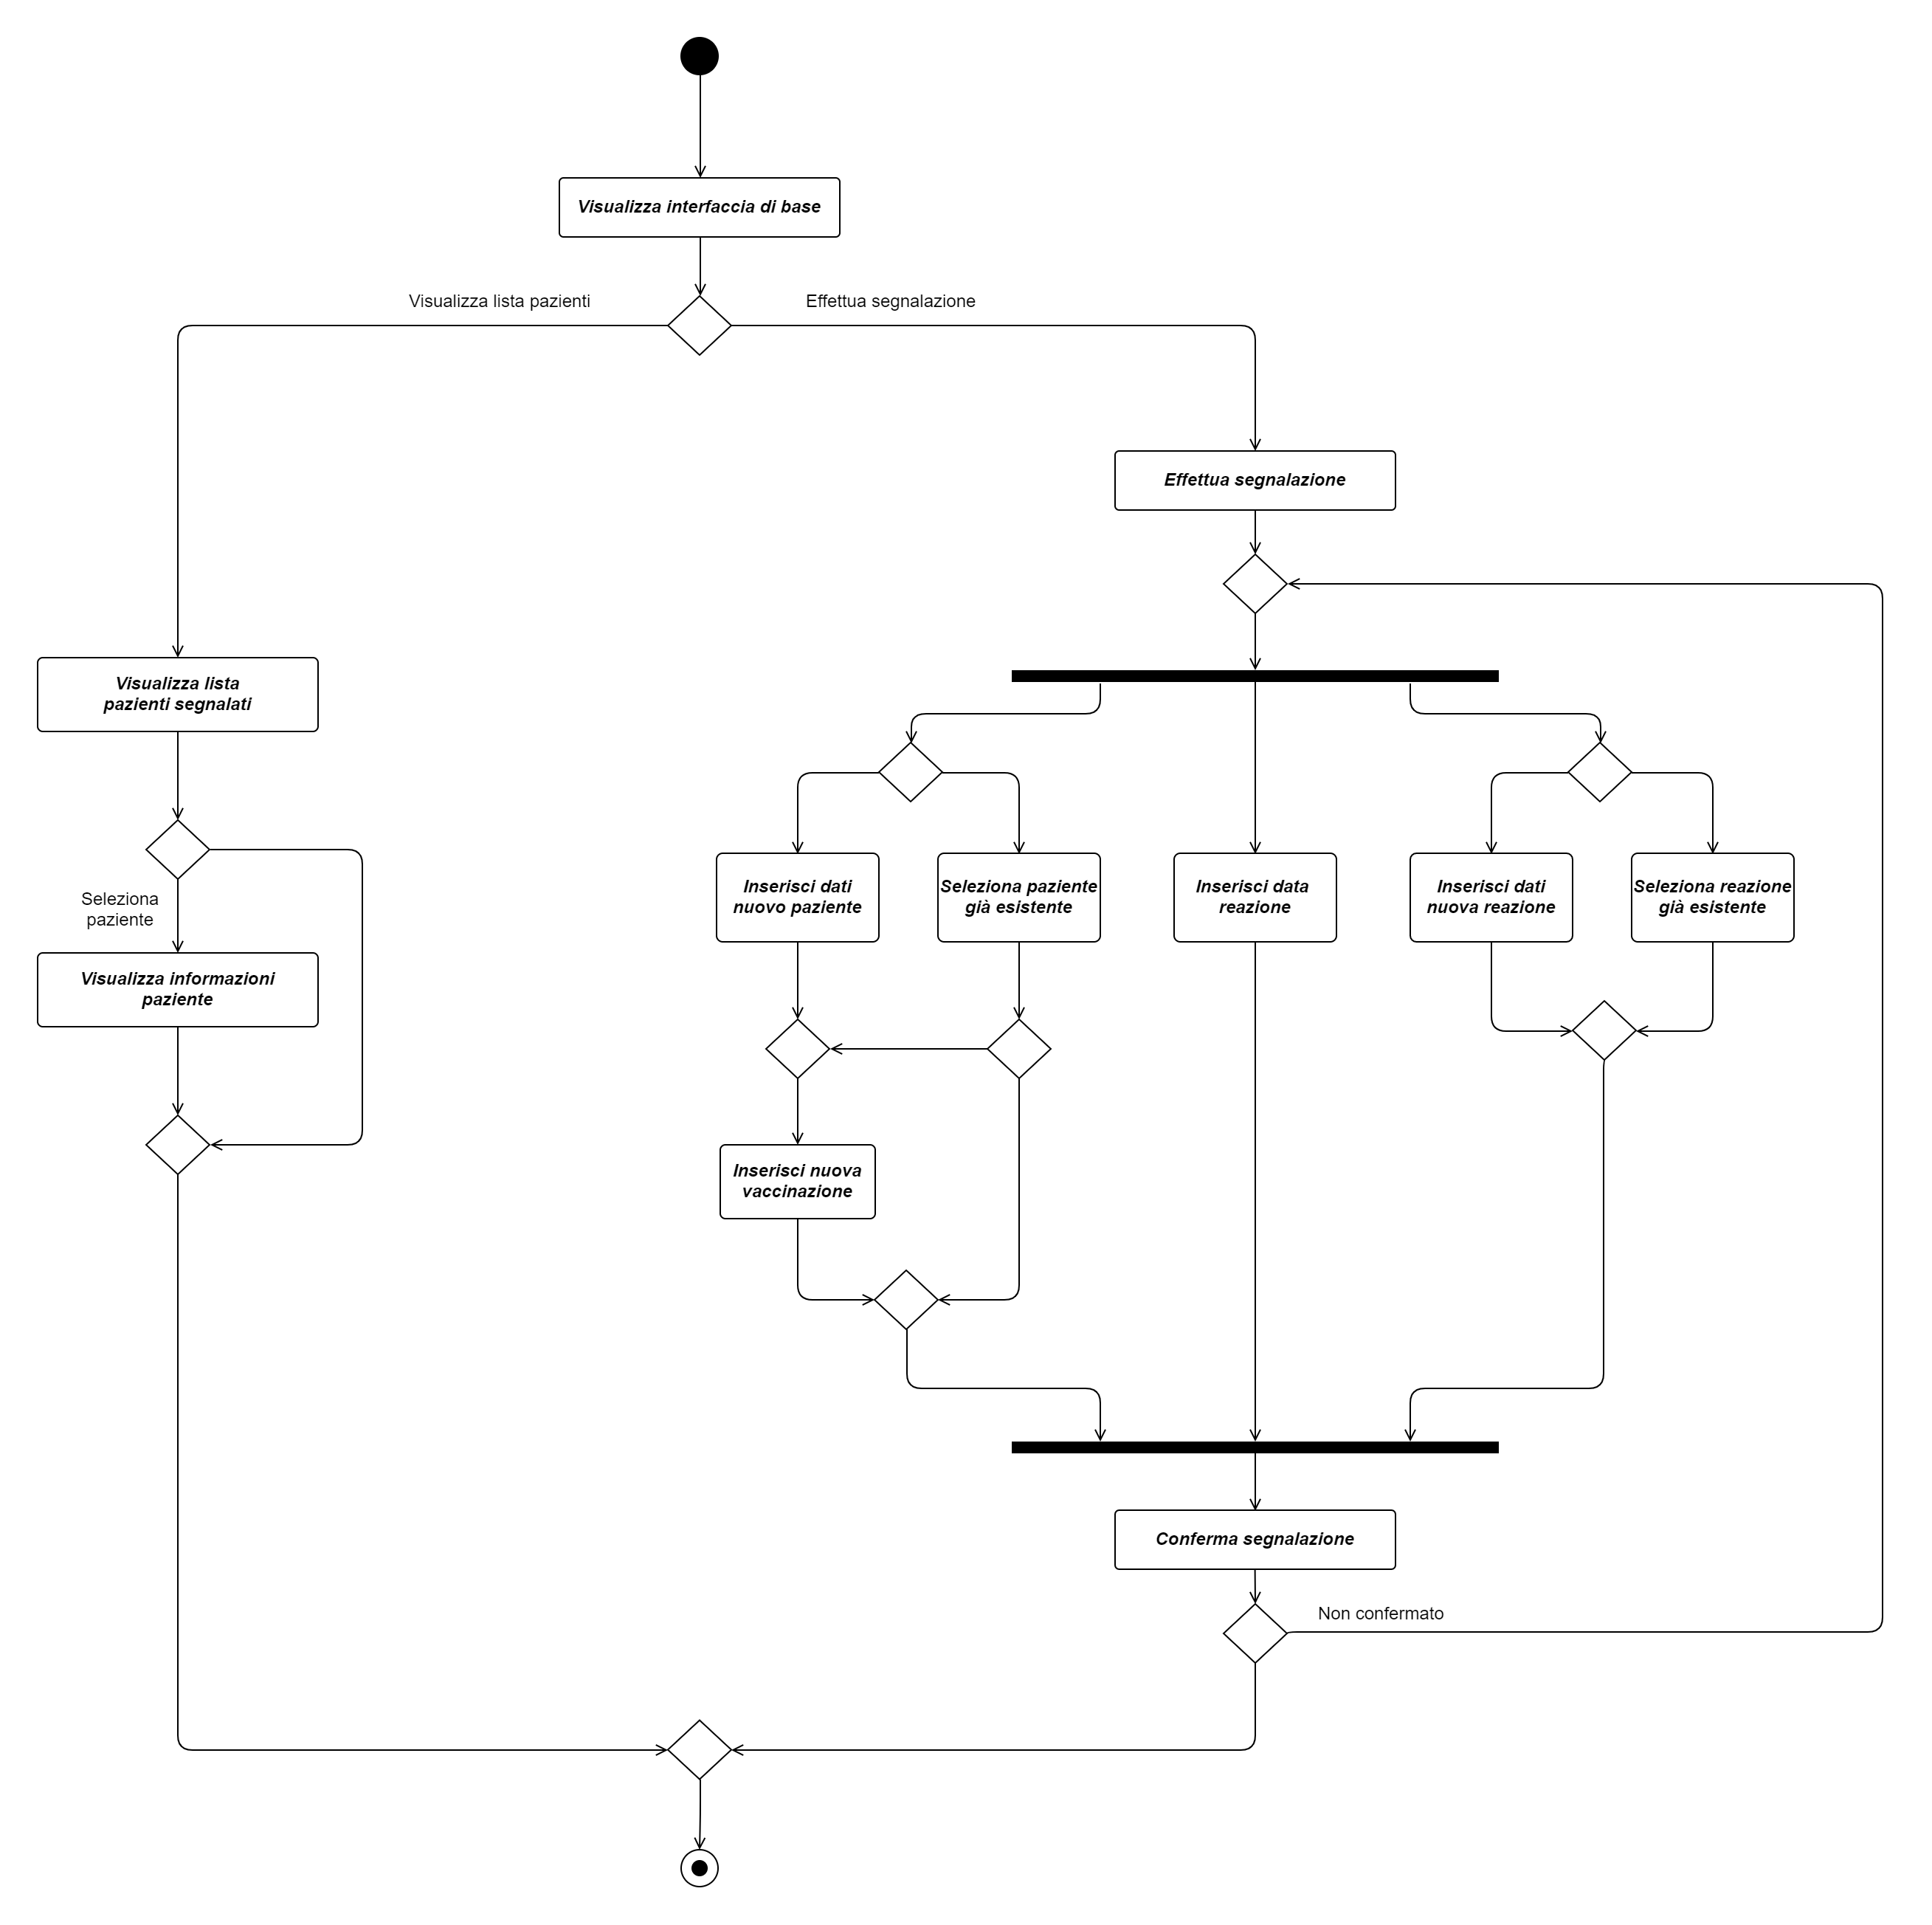 Visualizza interfaccia di base
Visualizza lista pazienti
Effettua segnalazione
Effettua segnalazione
Visualizza lista
pazienti segnalati
Seleziona
paziente
Visualizza informazioni
paziente
Inserisci dati
nuovo paziente
Seleziona paziente
già esistente
Inserisci data
reazione
Inserisci dati
nuova reazione
Seleziona reazione
già esistente
Inserisci nuova
vaccinazione
Conferma segnalazione
Non confermato